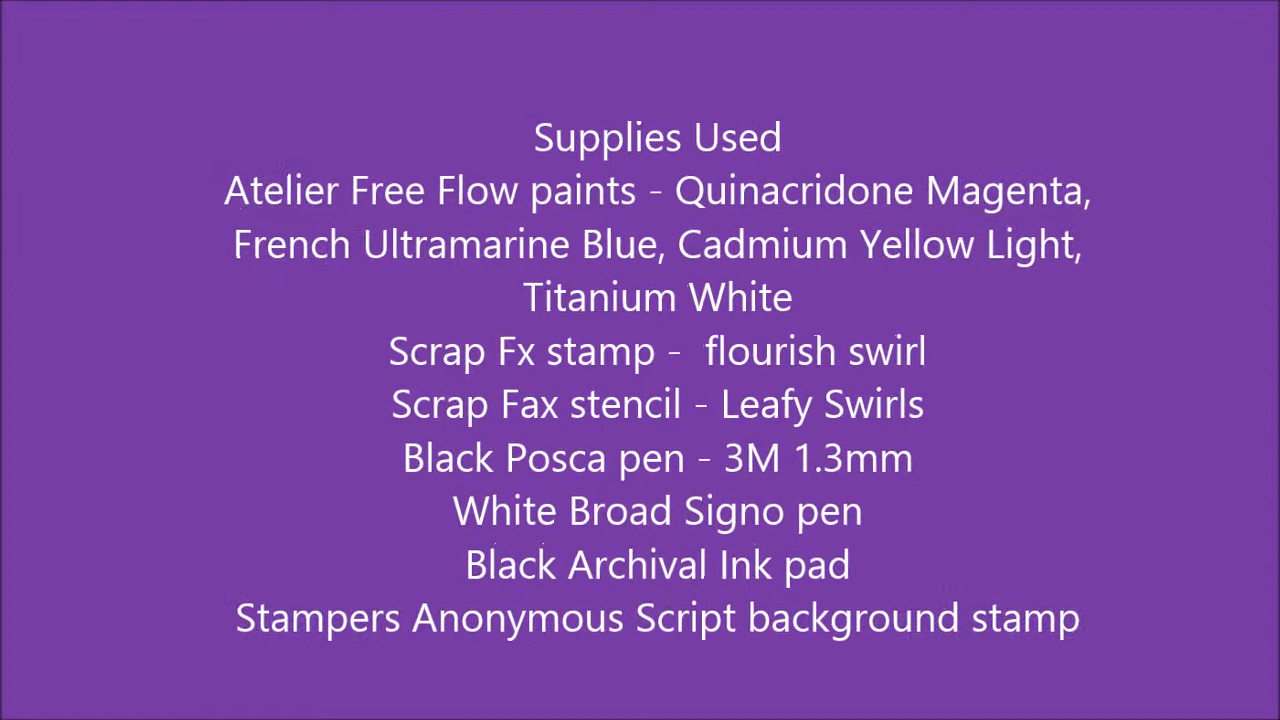 Supplies Used
Atelier Free Flow paints - Quinacridone Magenta,
French Ultramarine Blue, Cadmium Yellow Light,
Titanium White
Scrap Fx stamp -  flourish swirl
Scrap Fax stencil - Leafy Swirls
Black Posca pen - 3M 1.3mm
White Broad Signo pen
Black Archival Ink pad
Stampers Anonymous Script background stamp